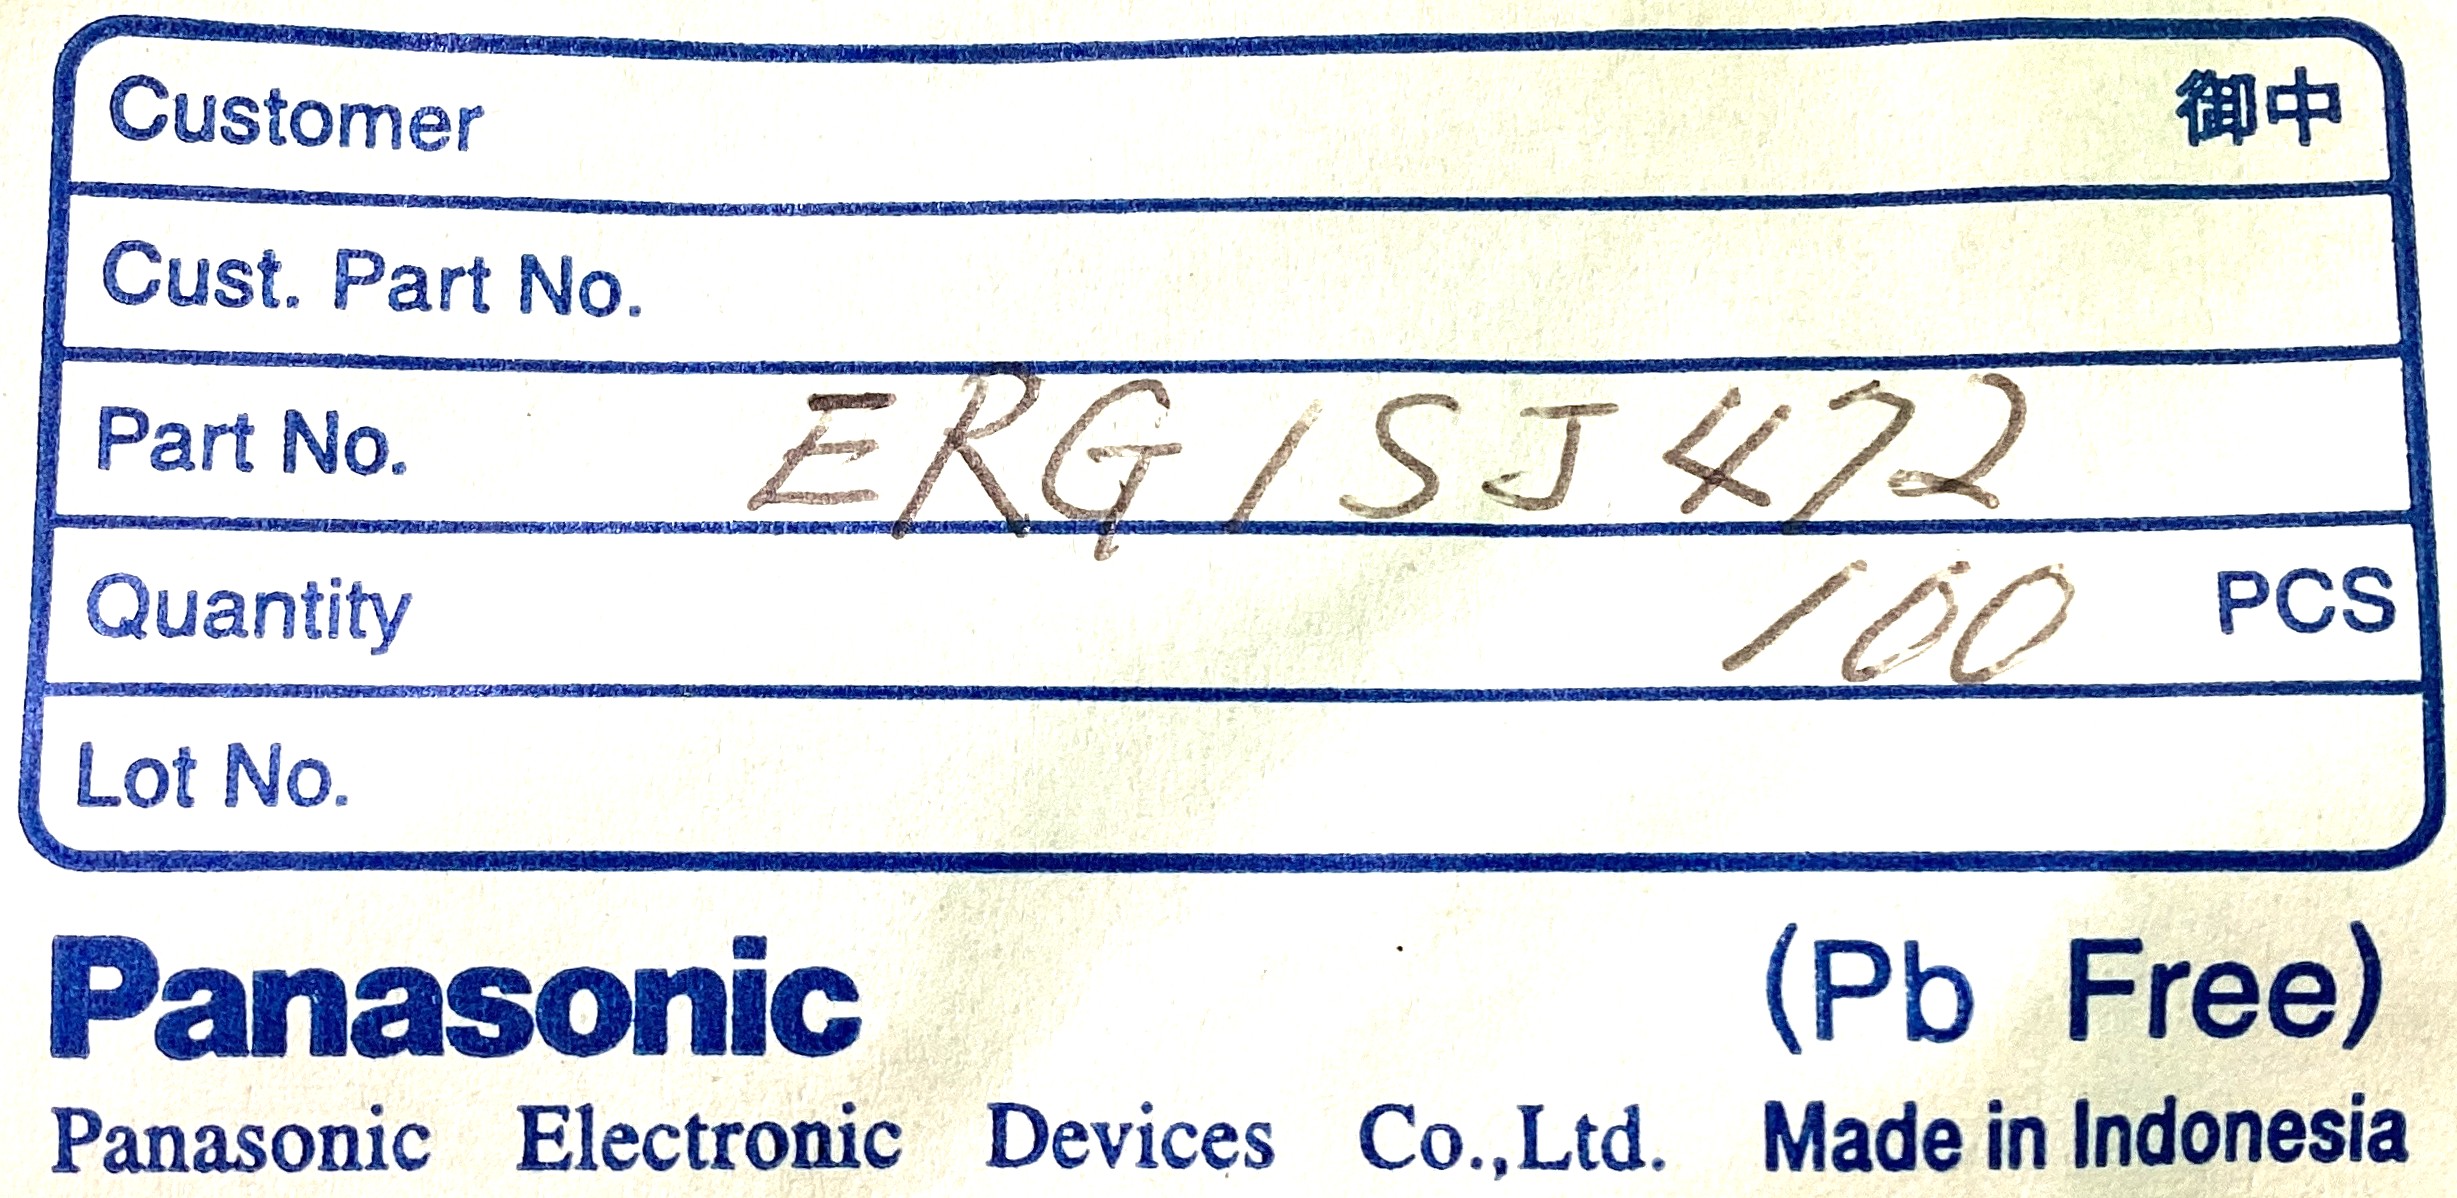 Customer 御中
Cust. Part No.
Part No. ERG1SJ472
Quantity 100 PCS
Lot No.
Panasonic (Pb Free)
Panasonic Electronic Devices Co.,Ltd. Made in Indonesia